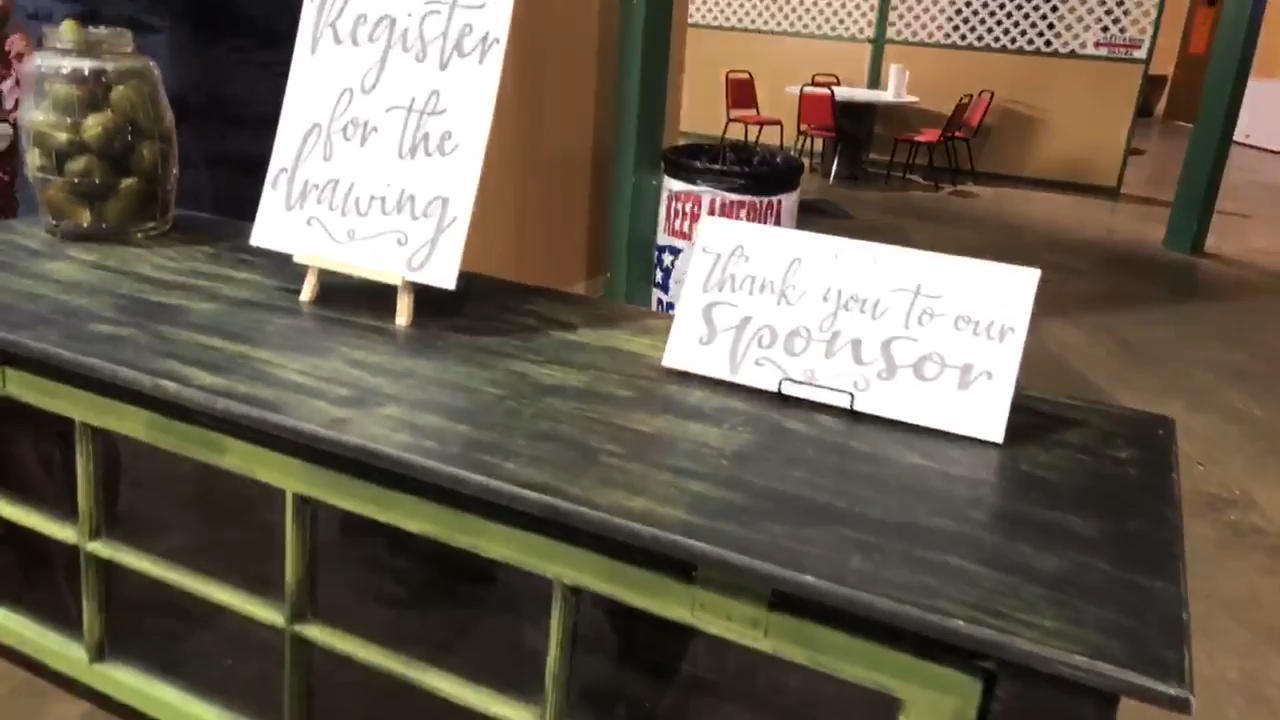 Register
for the
drawing
KEEP AMERICA
Thank you to our
sponsor